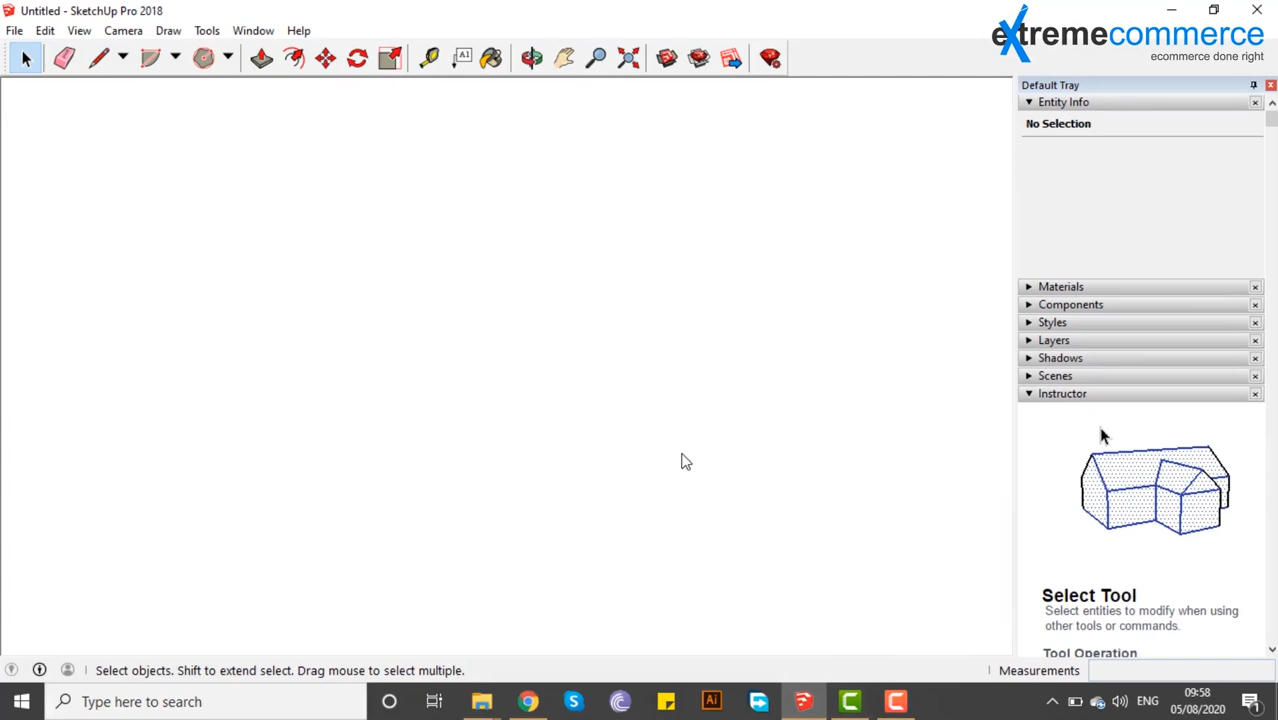 Untitled - SketchUp Pro 2018
extremecommerce
ecommerce done right
File Edit View Camera Draw Tools Window Help
A1
Default Tray
Entity Info
No Selection
Materials
Components
Styles
Layers
Shadows
Scenes
Instructor
Select Tool
Select entities to modify when using
other tools or commands.
Tool Operation
Select objects. Shift to extend select. Drag mouse to select multiple.
Measurements
Type here to search
Ai
ENG
09:58
05/08/2020
1